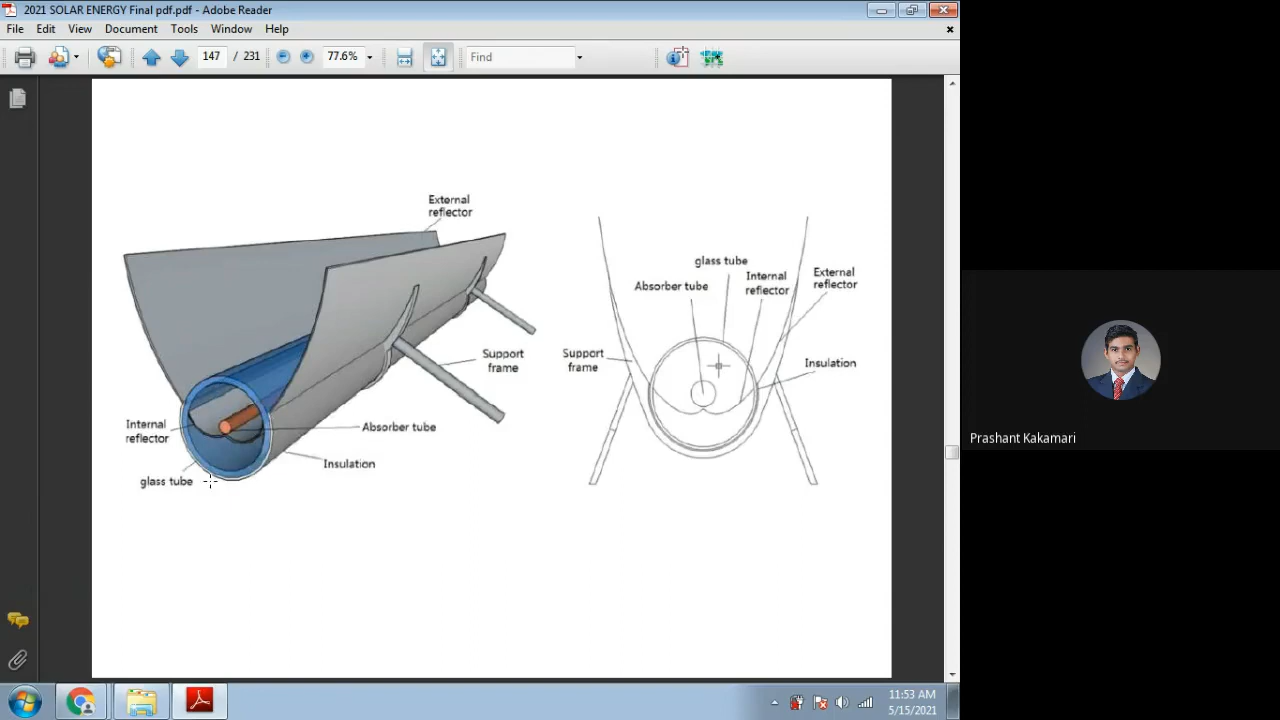 2021 SOLAR ENERGY Final pdf.pdf - Adobe Reader
File Edit View Document Tools Window Help
147 / 231 77.6% Find
External
reflector
Support
frame
Internal
reflector
Absorber tube
Insulation
glass tube
glass tube
Absorber tube
Internal
reflector
External
reflector
Support
frame
Insulation
Prashant Kakamari
11:53 AM
5/15/2021